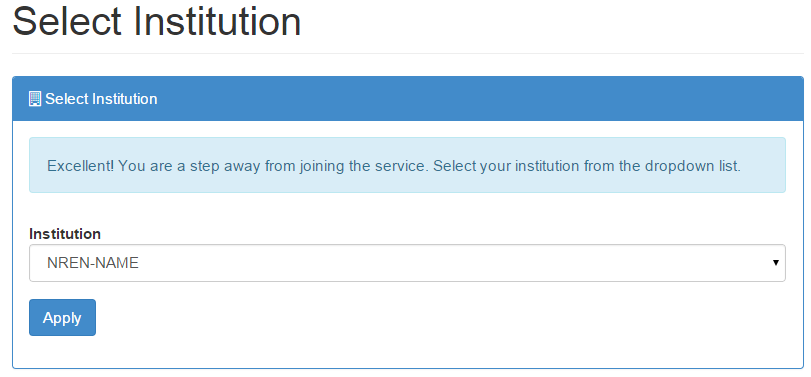 Select Institution
Select Institution
Excellent! You are a step away from joining the service. Select your institution from the dropdown list.
Institution
NREN-NAME
Apply